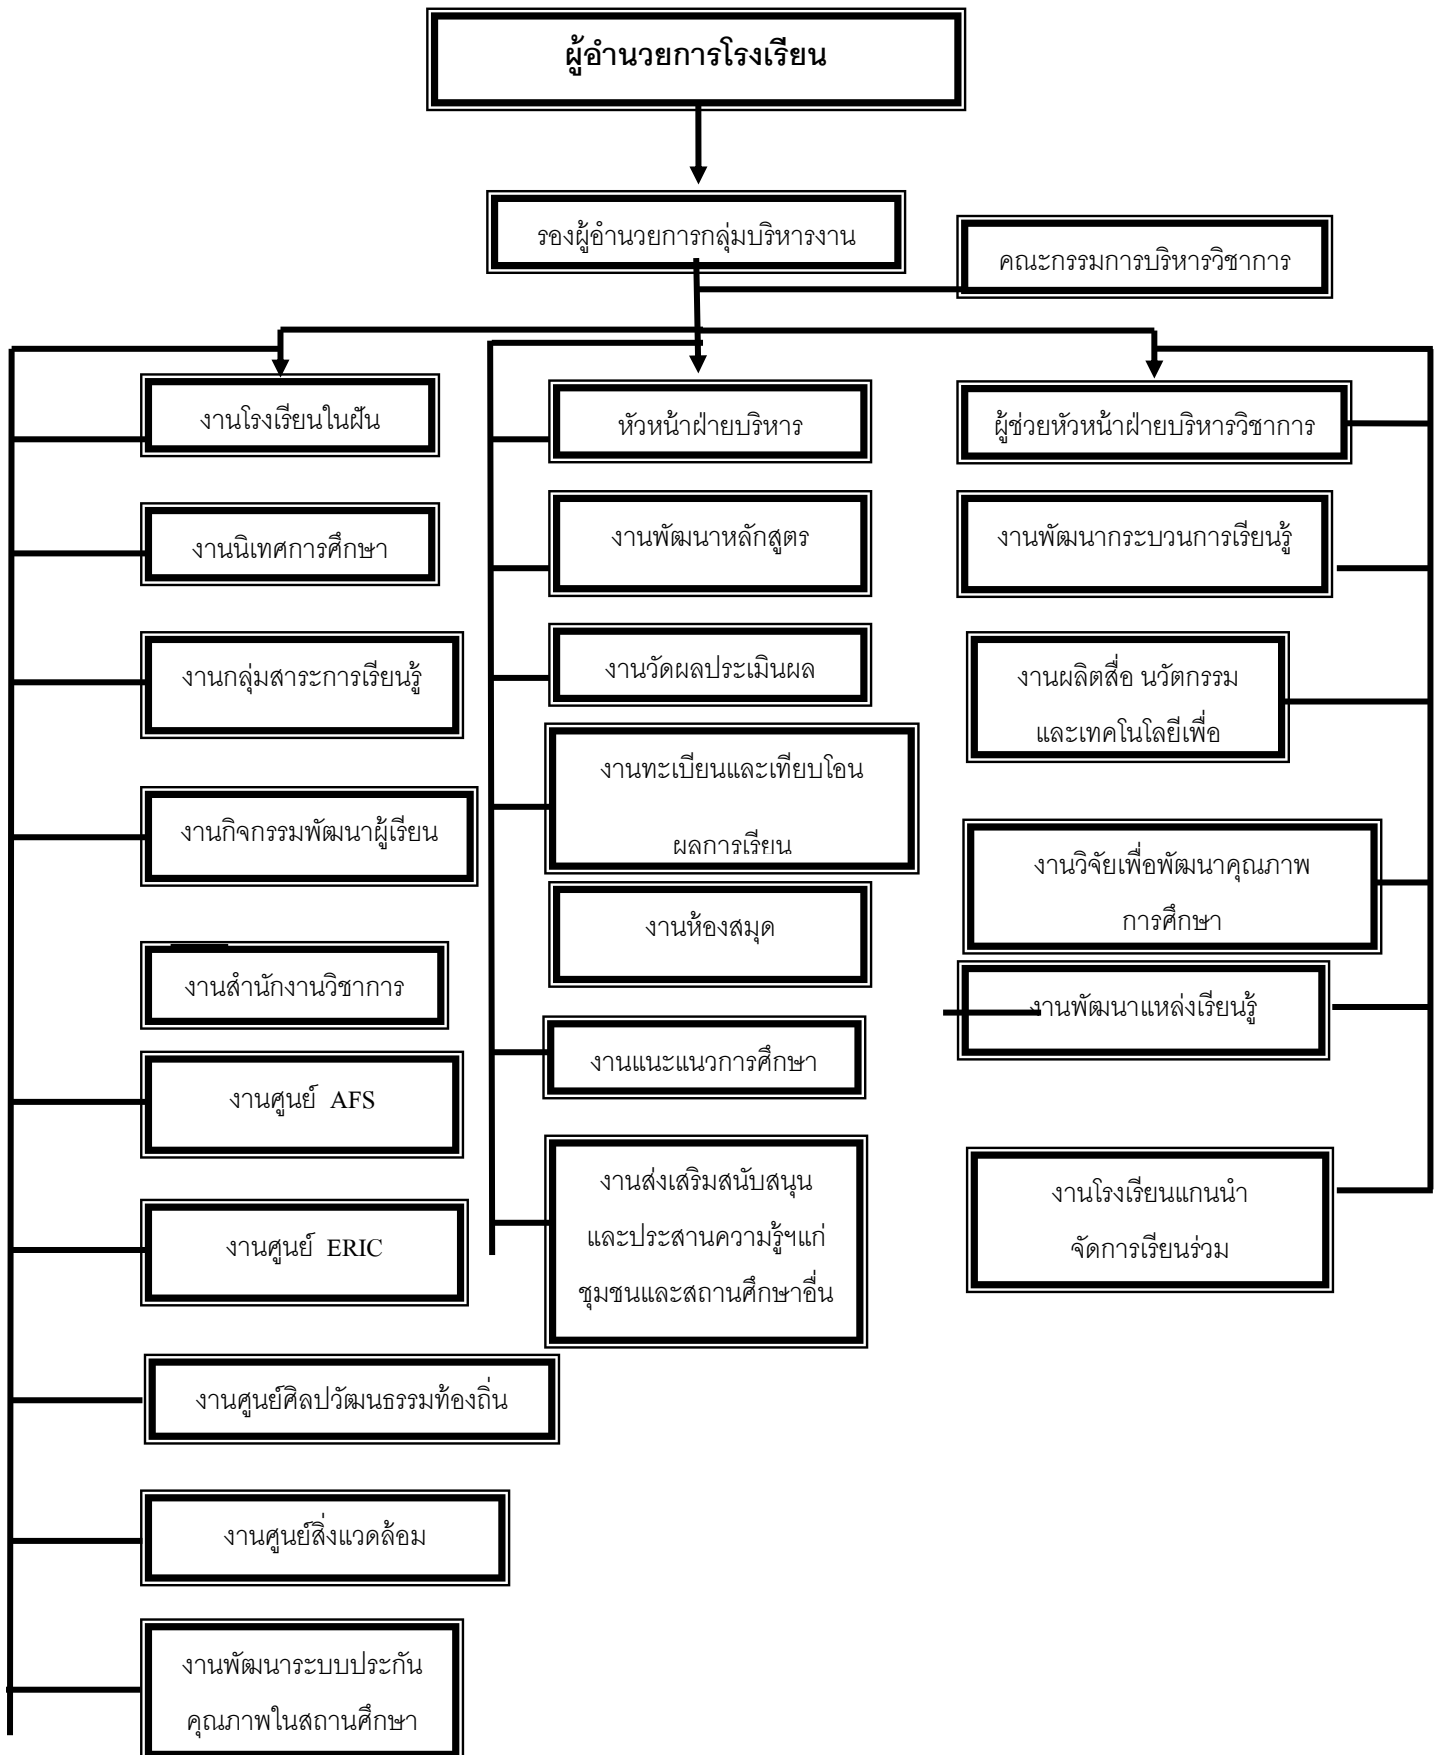 ผู้อำนวยการโรงเรียน
รองผู้อำนวยการกลุ่มบริหารงาน
คณะกรรมการบริหารวิชาการ
งานโรงเรียนในฝัน
งานนิเทศการศึกษา
งานกลุ่มสาระการเรียนรู้
งานกิจกรรมพัฒนาผู้เรียน
งานสำนักงานวิชาการ
งานศูนย์ AFS
งานศูนย์ ERIC
งานศูนย์ศิลปวัฒนธรรมท้องถิ่น
งานศูนย์สิ่งแวดล้อม
งานพัฒนาระบบประกัน
คุณภาพในสถานศึกษา
หัวหน้าฝ่ายบริหาร
งานพัฒนาหลักสูตร
งานวัดผลประเมินผล
งานทะเบียนและเทียบโอน
ผลการเรียน
งานห้องสมุด
งานแนะแนวการศึกษา
งานส่งเสริมสนับสนุน
และประสานความรู้ฯแก่
ชุมชนและสถานศึกษาอื่น
ผู้ช่วยหัวหน้าฝ่ายบริหารวิชาการ
งานพัฒนากระบวนการเรียนรู้
งานผลิตสื่อ นวัตกรรม
และเทคโนโลยีเพื่อ
งานวิจัยเพื่อพัฒนาคุณภาพ
การศึกษา
งานพัฒนาแหล่งเรียนรู้
งานโรงเรียนแกนนำ
จัดการเรียนร่วม